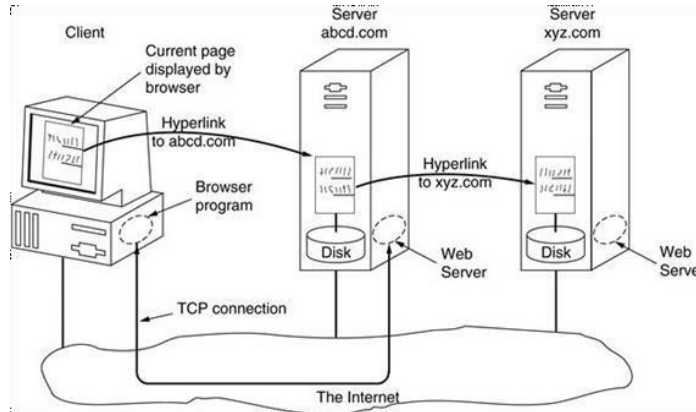 Client
Server
abcd.com
Server
xyz.com
Current page
displayed by
browser
Hyperlink
to abcd.com
Hyperlink
to xyz.com
Browser
program
Disk
Web
Server
Disk
Web
Serve
TCP connection
The Internet